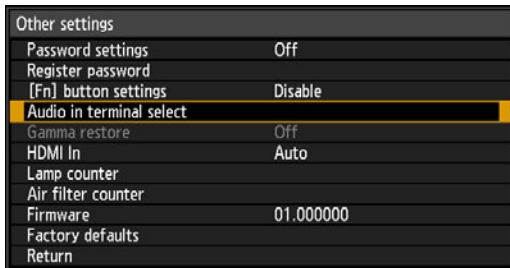 Other settings
Password settings Off
Register password
[Fn] button settings Disable
Audio in terminal select
Gamma restore Off
HDMI In Auto
Lamp counter
Air filter counter
Firmware 01.000000
Factory defaults
Return